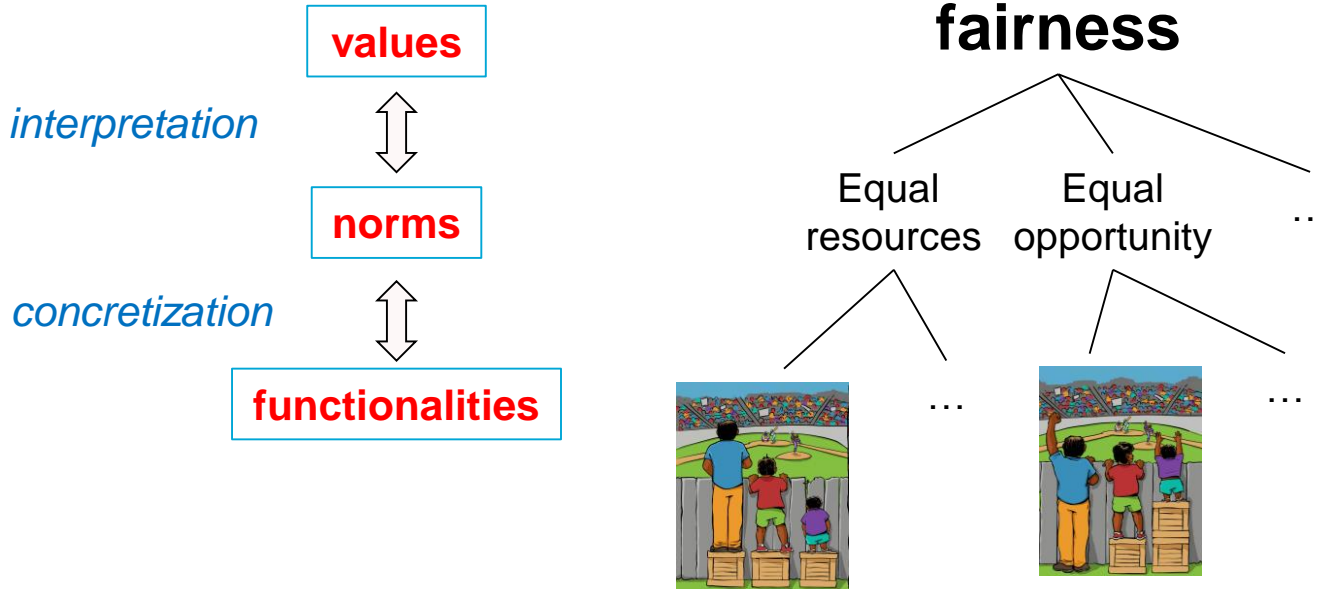 values
interpretation
norms
concretization
functionalities
fairness
Equal
resources
Equal
opportunity
..
...
...